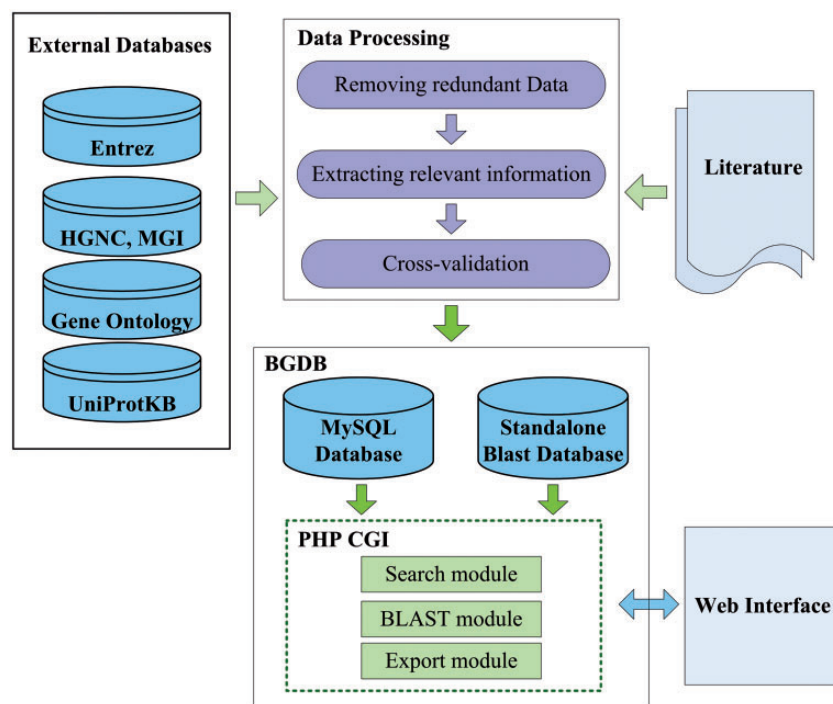 External Databases
Entrez
HGNC, MGI
Gene Ontology
UniProtKB
Data Processing
Removing redundant Data
Extracting relevant information
Cross-validation
Literature
BGDB
MySQL
Database
Standalone
Blast Database
PHP CGI
Search module
BLAST module
Export module
Web Interface